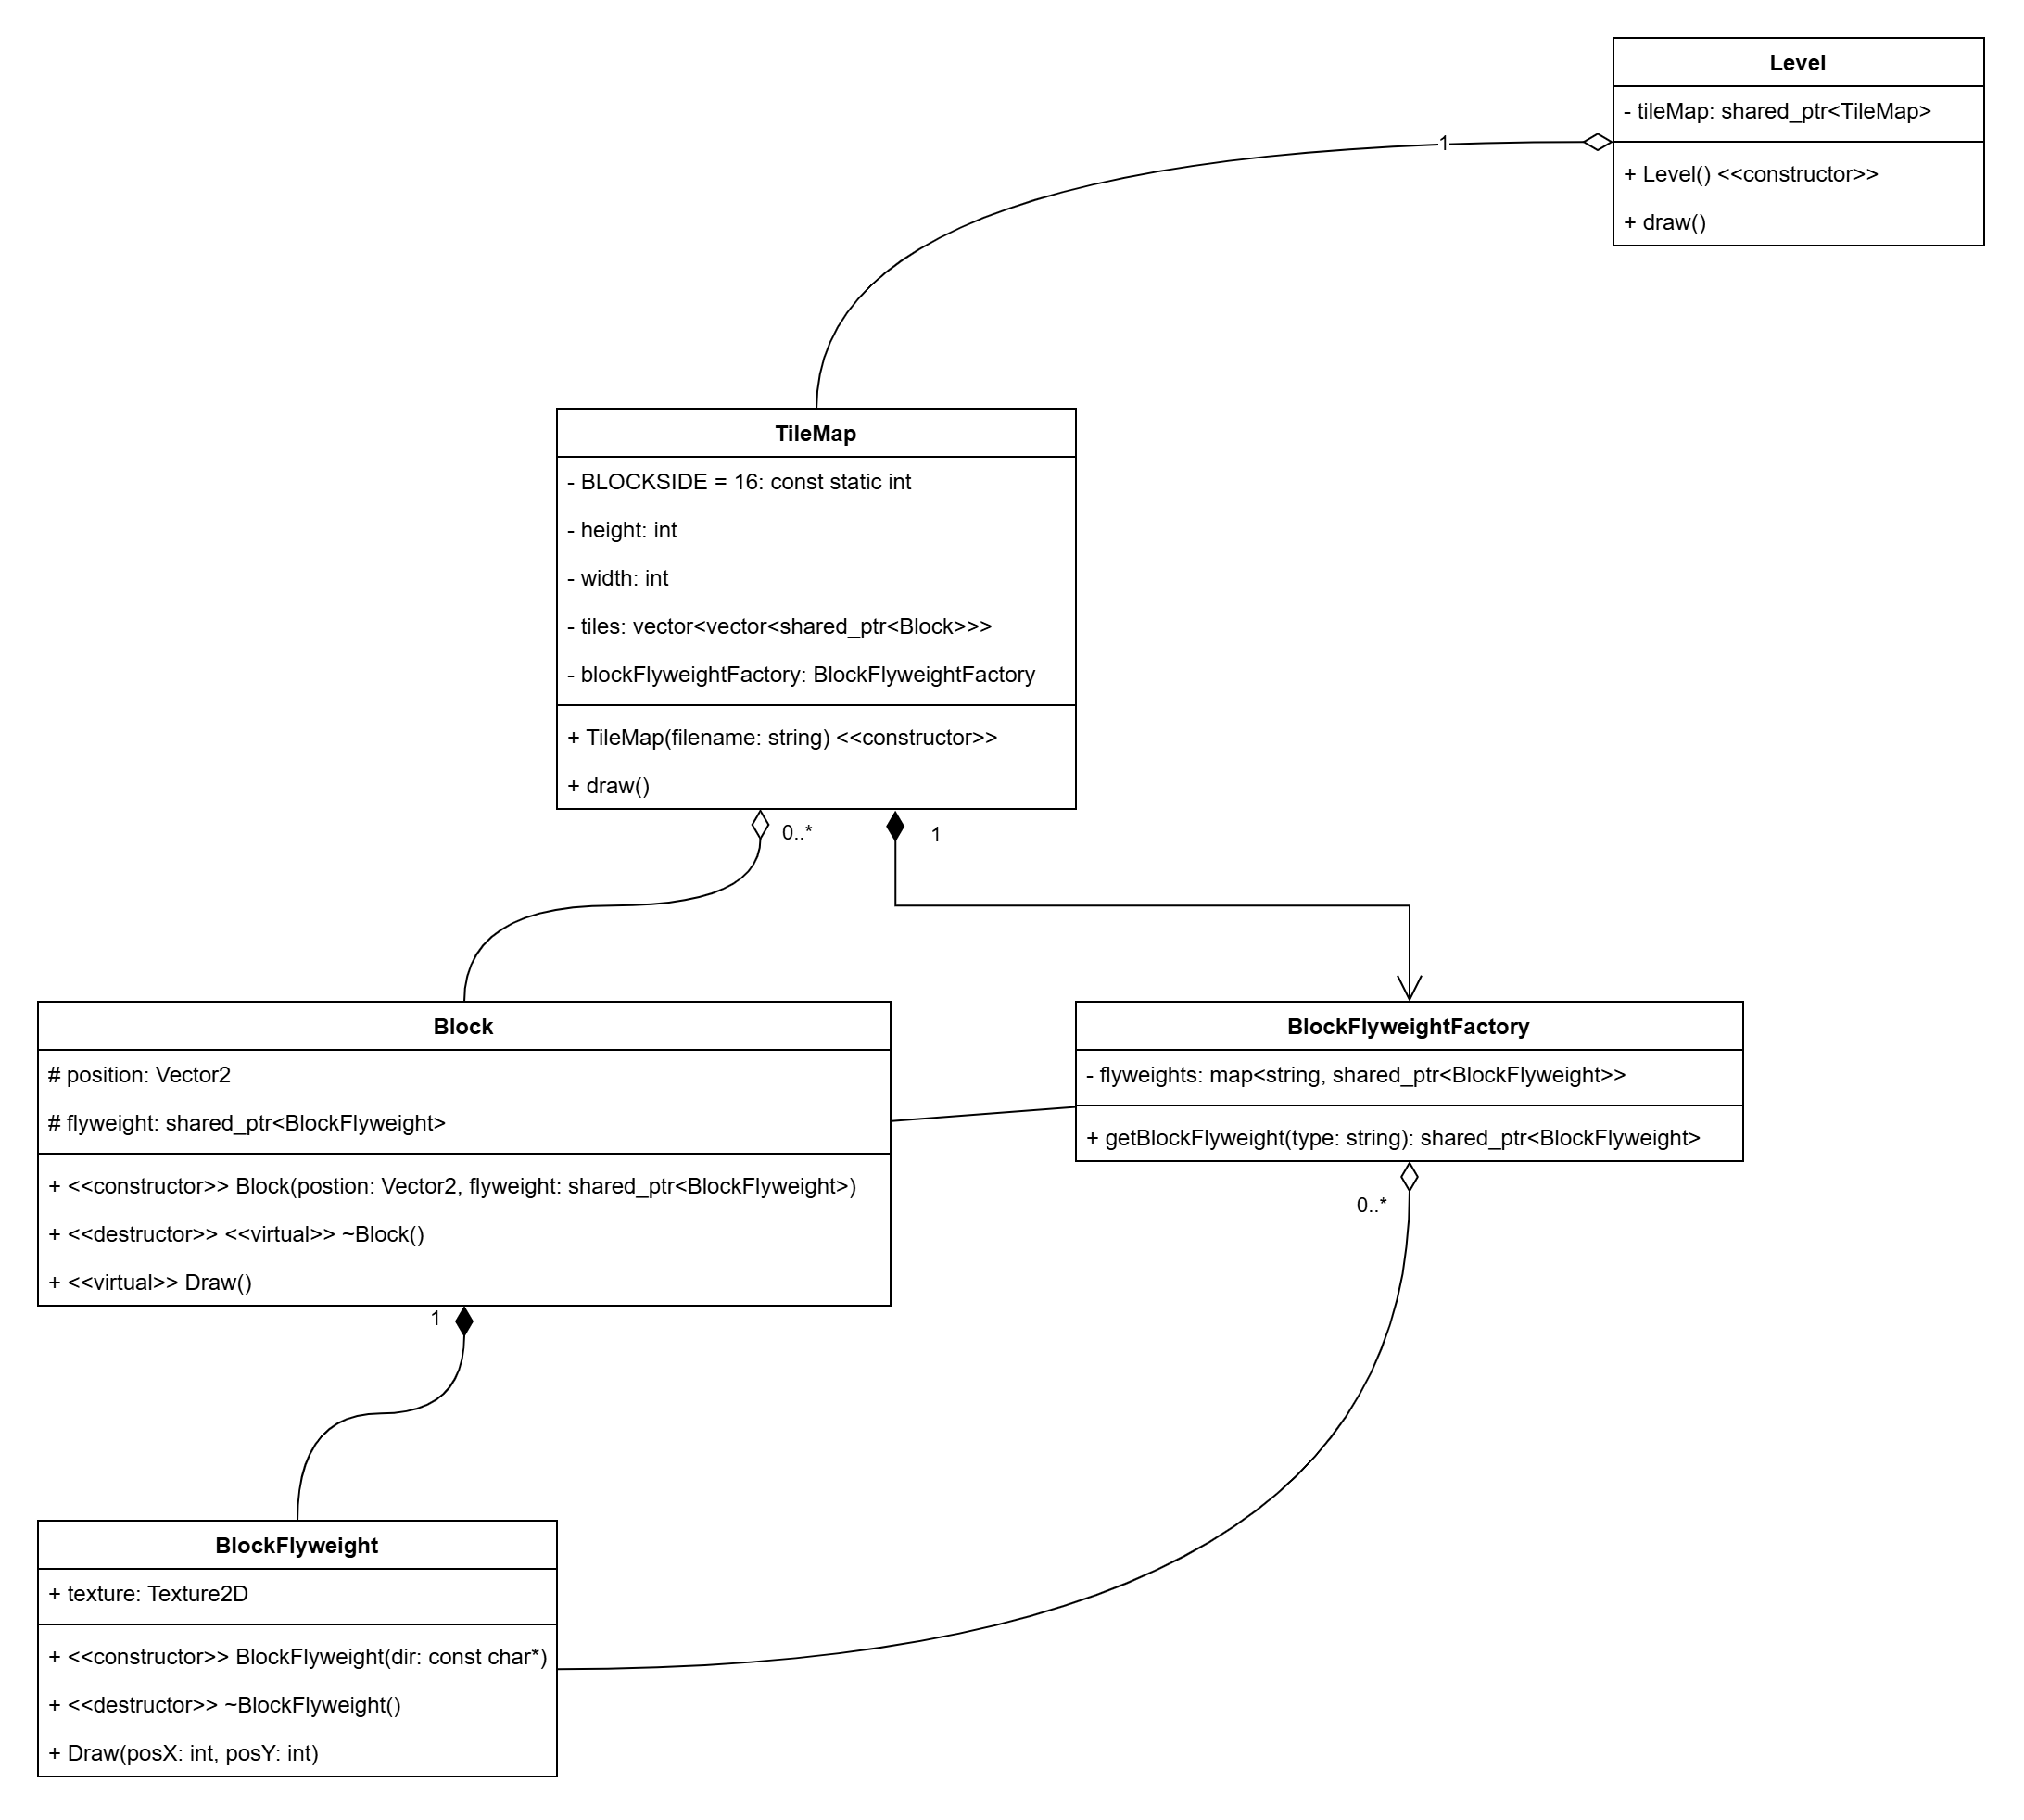 Level
- tileMap: shared_ptr<TileMap>
1
+ Level() <<constructor>>
+ draw()
TileMap
- BLOCKSIDE = 16: const static int
- height: int
- width: int
- tiles: vector<vector<shared_ptr<Block>>>
- blockFlyweightFactory: BlockFlyweightFactory
+ TileMap(filename: string) <<constructor>>
+ draw()
0..*
1
Block
# position: Vector2
# flyweight: shared_ptr<BlockFlyweight>
+ <<constructor>> Block(postion: Vector2, flyweight: shared_ptr<BlockFlyweight>)
+ <<destructor>> <<virtual>> ~Block()
+ <<virtual>> Draw()
1
BlockFlyweightFactory
- flyweights: map<string, shared_ptr<BlockFlyweight>>
+ getBlockFlyweight(type: string): shared_ptr<BlockFlyweight>
0..*
BlockFlyweight
+ texture: Texture2D
+ <<constructor>> BlockFlyweight(dir: const char*)
+ <<destructor>> ~BlockFlyweight()
+ Draw(posX: int, posY: int)